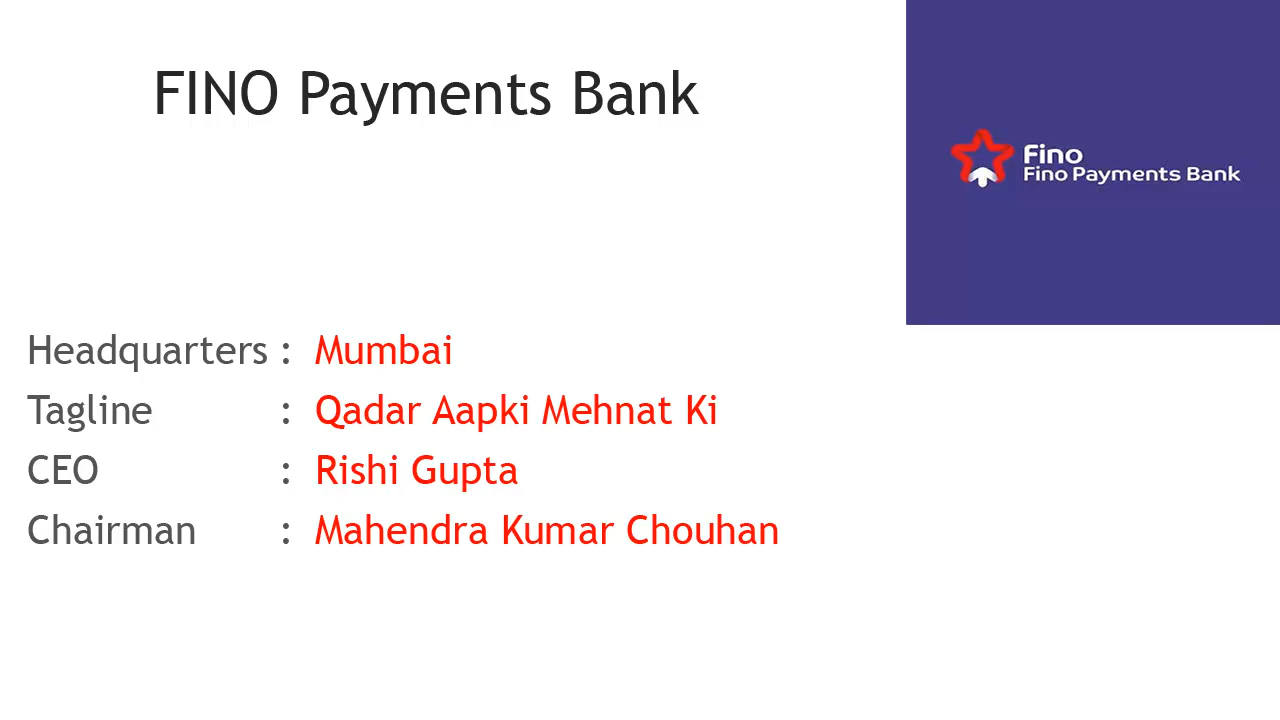 FINO Payments Bank
Fino
Fino Payments Bank
Headquarters : Mumbai
Tagline : Qadar Aapki Mehnat Ki
CEO : Rishi Gupta
Chairman : Mahendra Kumar Chouhan